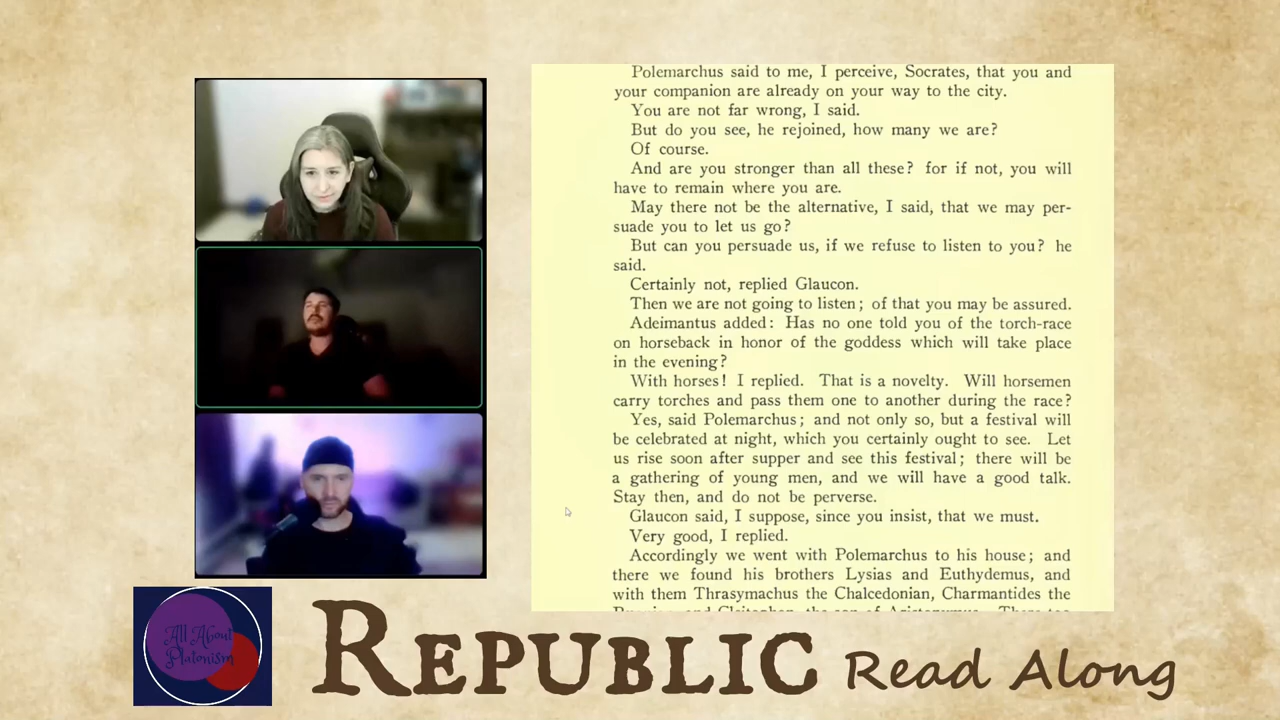 Polemarchus said to me, I perceive, Socrates, that you and
your companion are already on your way to the city.
You are not far wrong, I said.
But do you see, he rejoined, how many we are?
Of course.
And are you stronger than all these? for if not, you will
have to remain where you are.
May there not be the alternative, I said, that we may per-
suade you to let us go?
But can you persuade us, if we refuse to listen to you? he
said.
Certainly not, replied Glaucon.
Then we are not going to listen; of that you may be assured.
Adeimantus added: Has no one told you of the torch-race
on horseback in honor of the goddess which will take place
in the evening?
With horses! I replied. That is a novelty. Will horsemen
carry torches and pass them one to another during the race?
Yes, said Polemarchus; and not only so, but a festival will
be celebrated at night, which you certainly ought to see. Let
us rise soon after supper and see this festival; there will be
a gathering of young men, and we will have a good talk.
Stay then, and do not be perverse.
Glaucon said, I suppose, since you insist, that we must.
Very good, I replied.
Accordingly we went with Polemarchus to his house; and
there we found his brothers Lysias and Euthydemus, and
with them Thrasymachus the Chalcedonian, Charmantides the
All About
Platonism
REPUBLIC Read Along